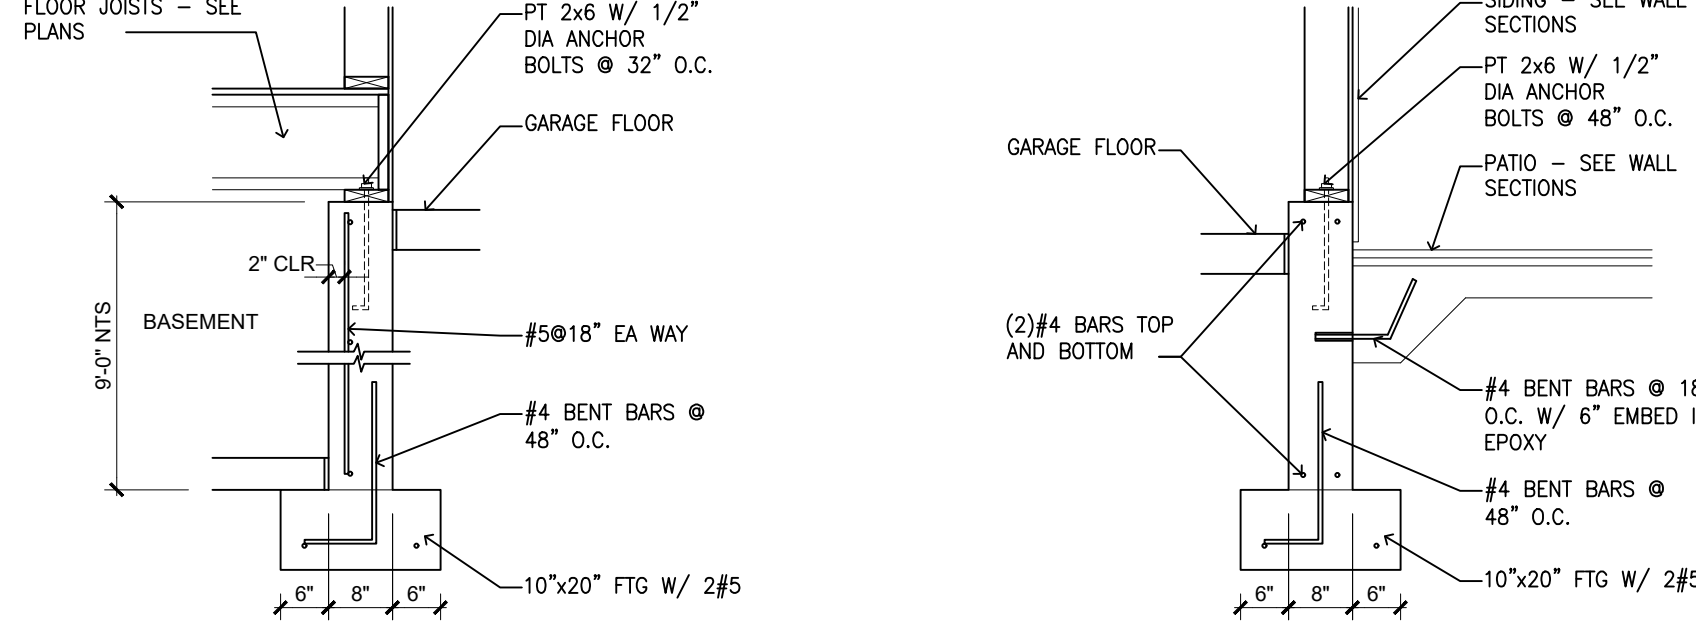 FLOOR JOISTS – SEE
PLANS
PT 2x6 W/ 1/2"
DIA ANCHOR
BOLTS @ 32" O.C.
GARAGE FLOOR
2" CLR
BASEMENT
9'-0" NTS
#5@18" EA WAY
#4 BENT BARS @
48" O.C.
10"x20" FTG W/ 2#5
6"
8"
6"
SIDING – SEE WALL
SECTIONS
PT 2x6 W/ 1/2"
DIA ANCHOR
BOLTS @ 48" O.C.
GARAGE FLOOR
PATIO – SEE WALL
SECTIONS
(2)#4 BARS TOP
AND BOTTOM
#4 BENT BARS @ 18
O.C. W/ 6" EMBED
EPOXY
#4 BENT BARS @
48" O.C.
10"x20" FTG W/ 2#5
6"
8"
6"